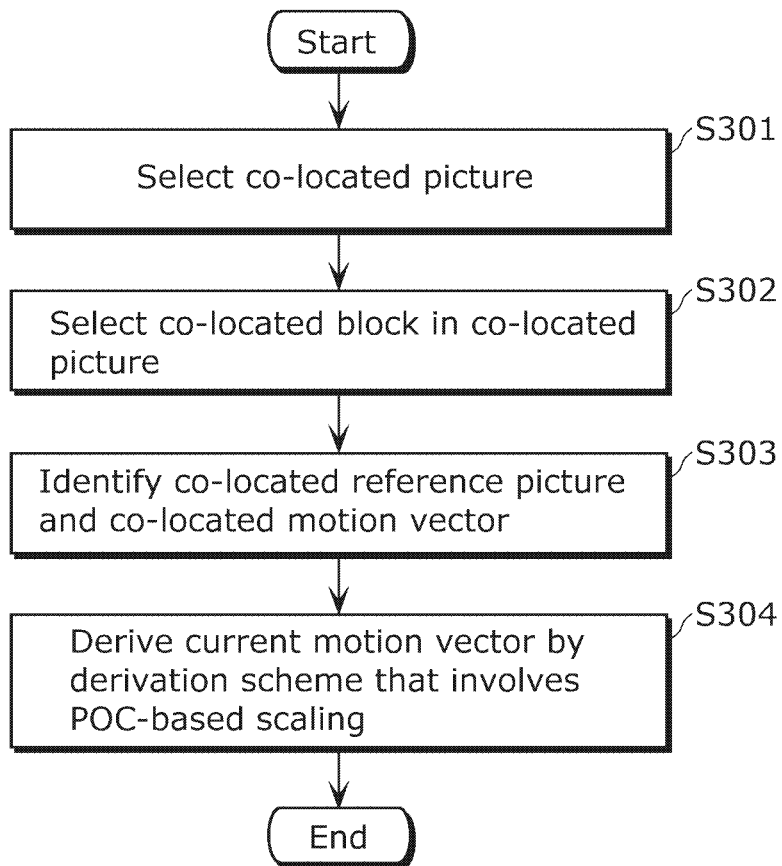 Start
S301
Select co-located picture
S302
Select co-located block in co-located
picture
S303
Identify co-located reference picture
and co-located motion vector
S304
Derive current motion vector by
derivation scheme that involves
POC-based scaling
End